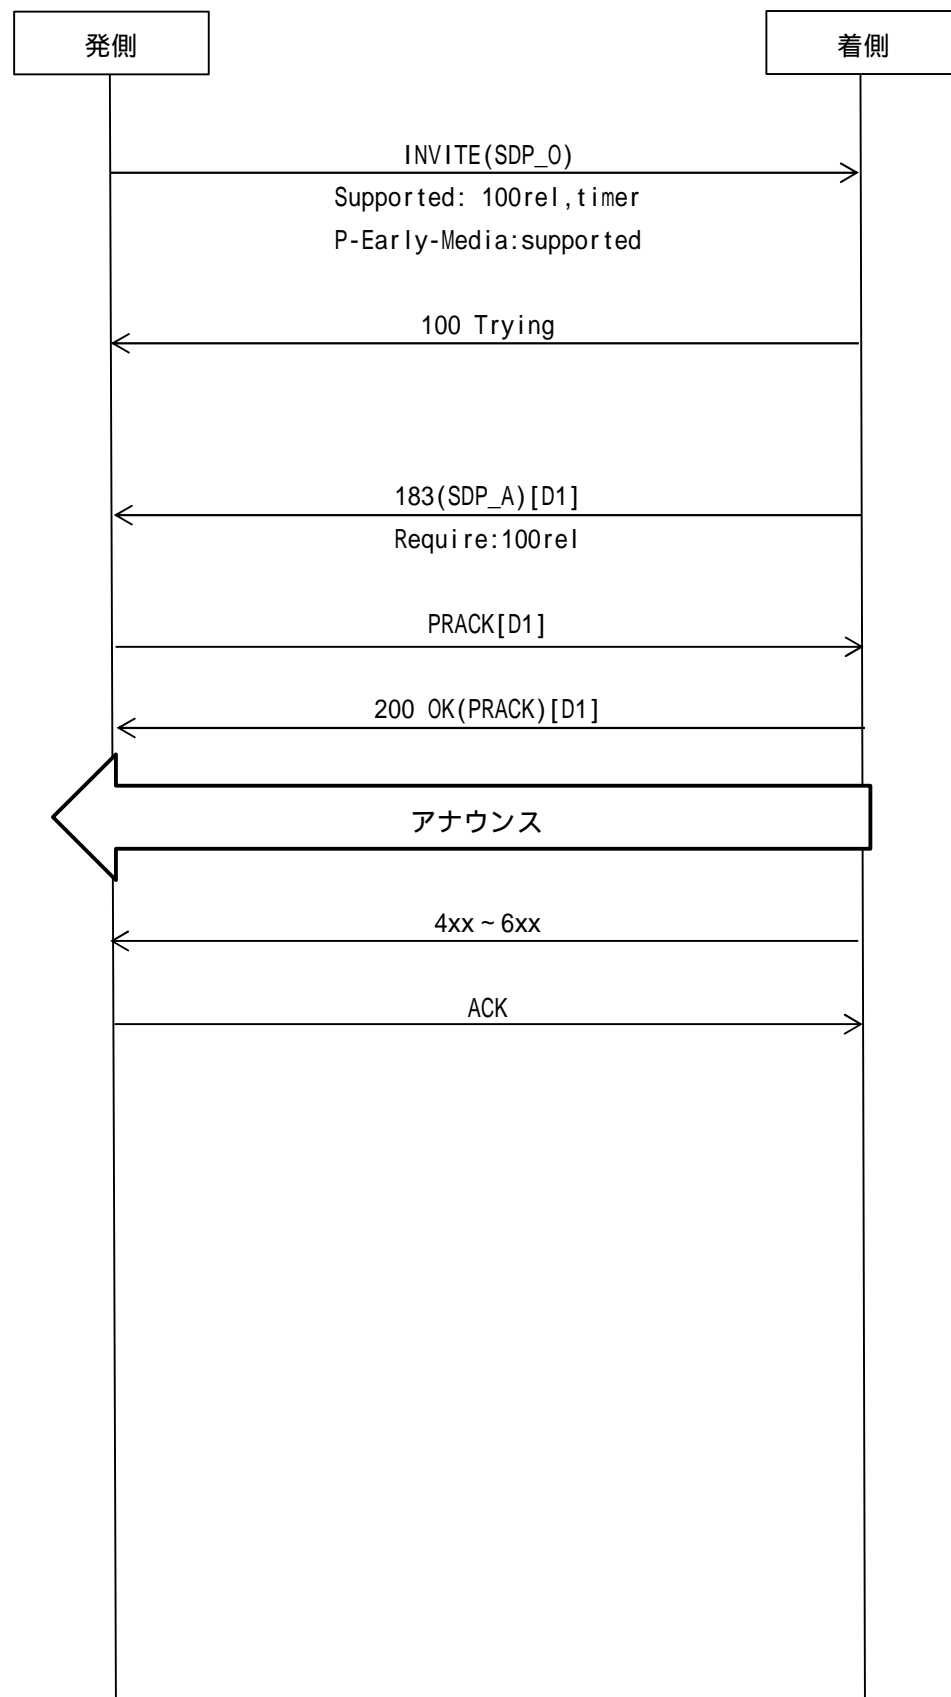 発側
着側
INVITE(SDP_O)
Supported: 100rel,timer
P-Early-Media:supported
100 Trying
183(SDP_A)[D1]
Require:100rel
PRACK[D1]
200 OK(PRACK)[D1]
アナウンス
4xx~6xx
ACK